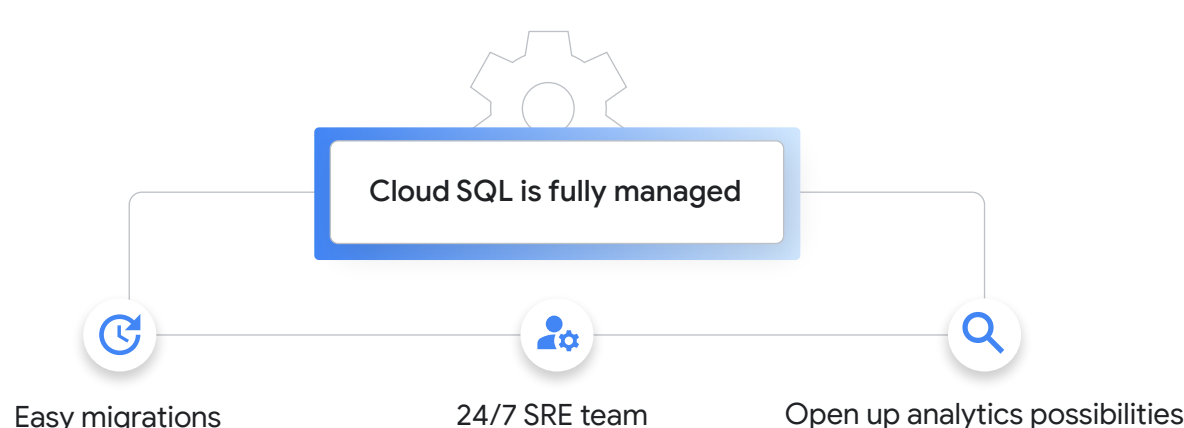 Cloud SQL is fully managed
Easy migrations
24/7 SRE team
Open up analytics possibilities